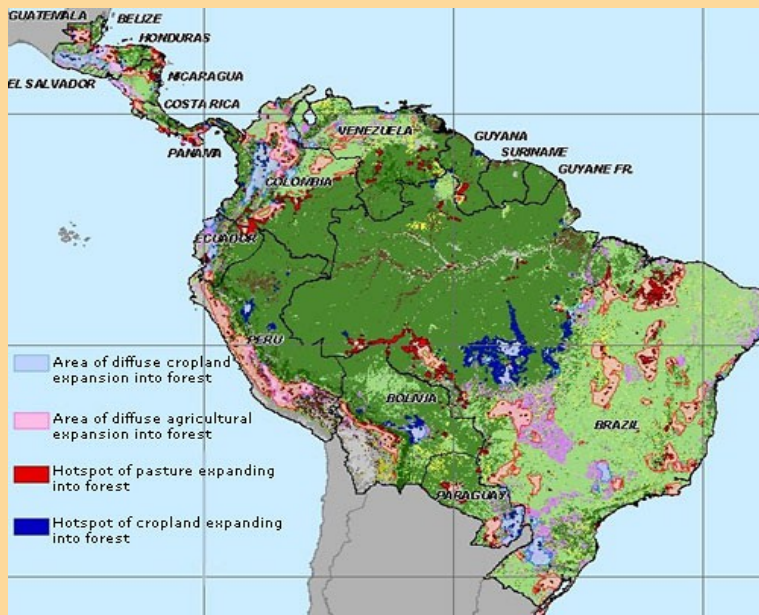 GUATEMALA
BELIZE
HONDURAS
NICARAGUA
EL SALVADOR
COSTA RICA
PANAMA
VENEZUELA
GUYANA
SURINAME
GUYANE FR.
COLOMBIA
ECUADOR
PERU
BOLIVIA
BRAZIL
PARAGUAY
Area of diffuse cropland
expansion into forest
Area of diffuse agricultural
expansion into forest
Hotspot of pasture expanding
into forest
Hotspot of cropland expanding
into forest